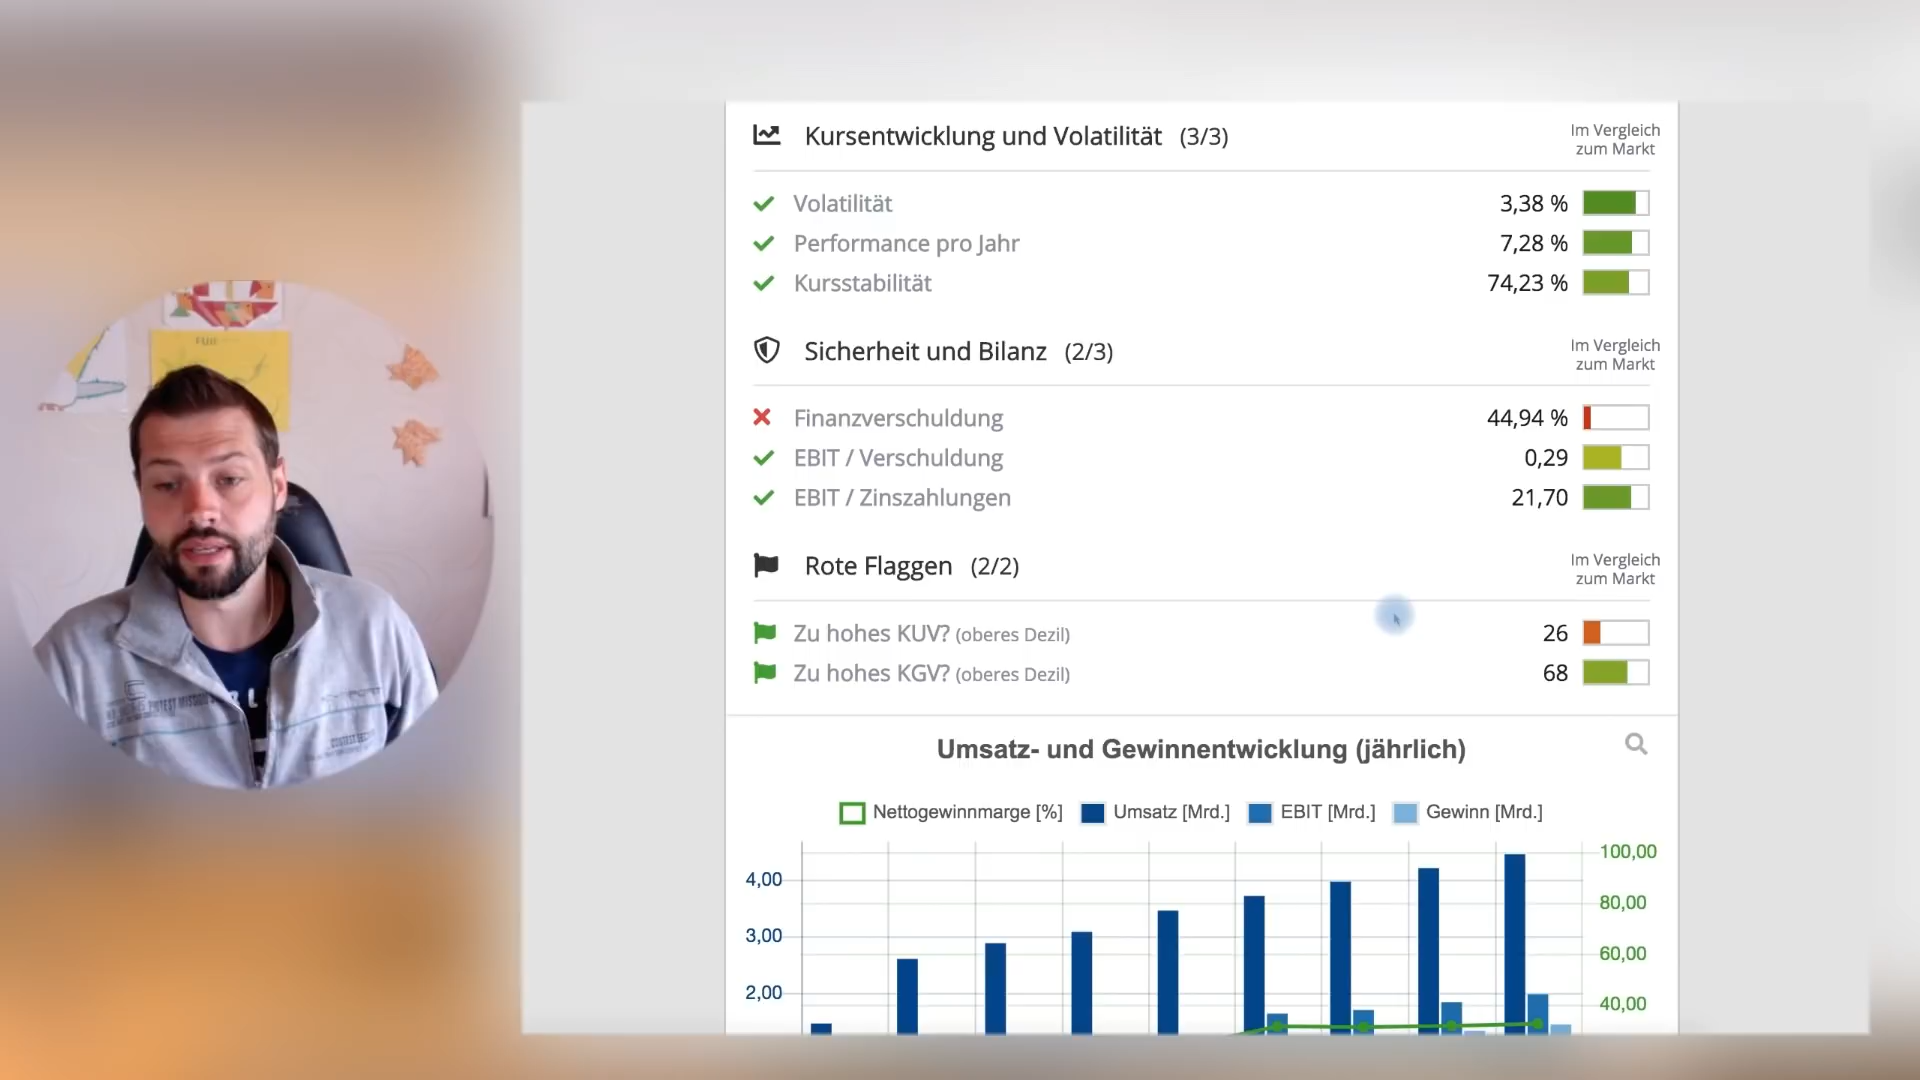 Kursentwicklung und Volatilität (3/3)
Im Vergleich
zum Markt
Volatilität 3,38 %
Performance pro Jahr 7,28 %
Kursstabilität 74,23 %
Sicherheit und Bilanz (2/3)
Im Vergleich
zum Markt
Finanzverschuldung 44,94 %
EBIT / Verschuldung 0,29
EBIT / Zinszahlungen 21,70
Rote Flaggen (2/2)
Im Vergleich
zum Markt
Zu hohes KUV? (oberes Dezil) 26
Zu hohes KGV? (oberes Dezil) 68
Umsatz- und Gewinnentwicklung (jährlich)
Nettogewinnmarge [%] Umsatz [Mrd.] EBIT [Mrd.] Gewinn [Mrd.]
100,00
4,00
80,00
3,00
60,00
2,00
40,00